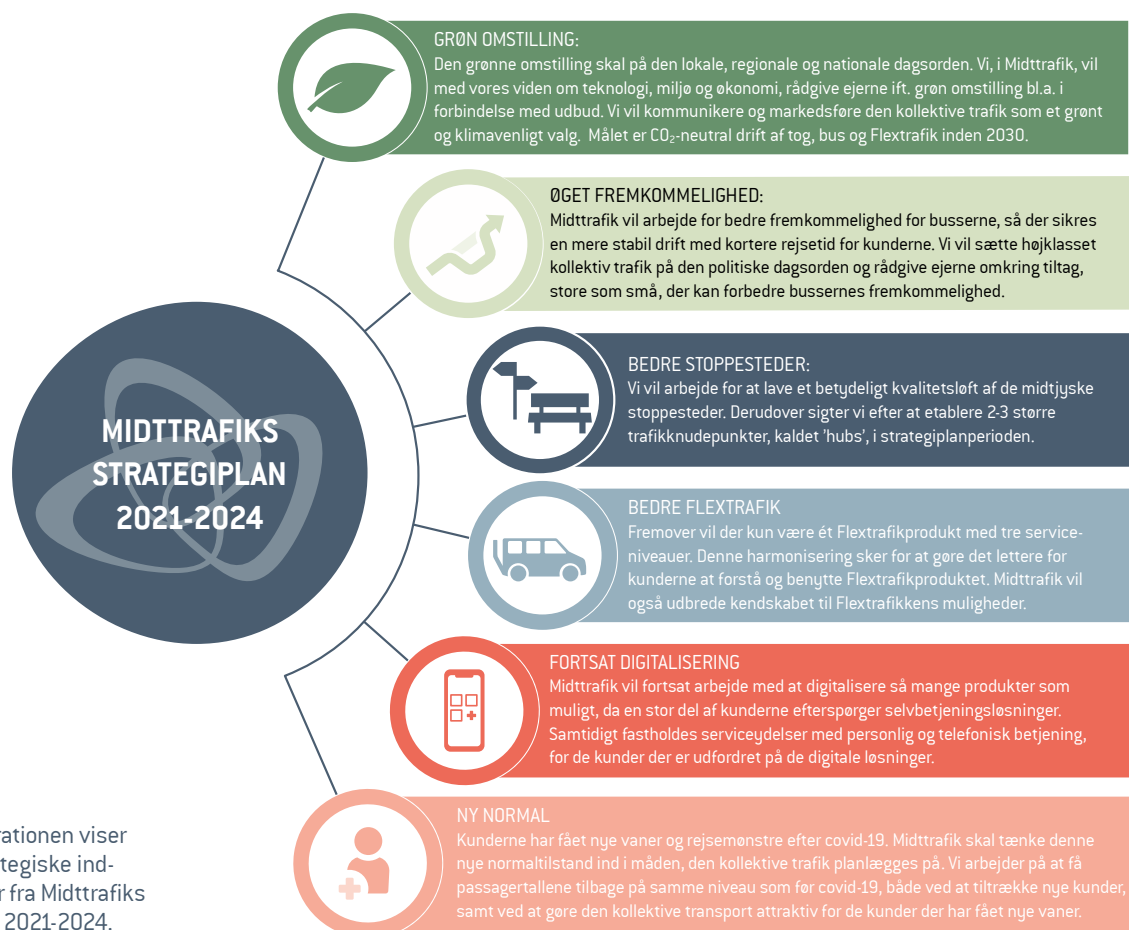 GRØN OMSTILLING:
Den grønne omstilling skal på den lokale, regionale og nationale dagsorden. Vi, i Midttrafik, vil
med vores viden om teknologi, miljø og økonomi, rådgive ejerne ift. grøn omstilling bl.a. i
forbindelse med udbud. Vi vil kommunikere og markedsføre den kollektive trafik som et grønt
og klimavenligt valg. Målet er CO₂-neutral drift af tog, bus og Flextrafik inden 2030.
ØGET FREMKOMMELIGHED:
Midttrafik vil arbejde for bedre fremkommelighed for busserne, så der sikres
en mere stabil drift med kortere rejsetid for kunderne. Vi vil sætte højklasset
kollektiv trafik på den politiske dagsorden og rådgive ejerne omkring tiltag,
store som små, der kan forbedre bussernes fremkommelighed.
BEDRE STOPPESTEDER:
Vi vil arbejde for at lave et betydeligt kvalitetsløft af de midtjyske
stoppesteder. Derudover sigter vi efter at etablere 2-3 større
trafikknudepunkter, kaldet 'hubs', i strategiplanperioden.
MIDTTRAFIKS
STRATEGIPLAN
2021-2024
BEDRE FLEXTRAFIK
Fremover vil der kun være ét Flextrafikprodukt med tre service-
niveauer. Denne harmonisering sker for at gøre det lettere for
kunderne at forstå og benytte Flextrafikproduktet. Midttrafik vil
også udbrede kendskabet til Flextrafikkens muligheder.
FORTSAT DIGITALISERING
Midttrafik vil fortsat arbejde med at digitalisere så mange produkter som
muligt, da en stor del af kunderne efterspørger selvbetjeningsløsninger.
Samtidigt fastholdes serviceydelser med personlig og telefonisk betjening,
for de kunder der er udfordret på de digitale løsninger.
NY NORMAL
Kunderne har fået nye vaner og rejsemønstre efter covid-19. Midttrafik skal tænke denne
nye normaltilstand ind i måden, den kollektive trafik planlægges på. Vi arbejder på at få
passagertallene tilbage på samme niveau som før covid-19, både ved at tiltrække nye kunder,
samt ved at gøre den kollektive transport attraktiv for de kunder der har fået nye vaner.
rationen viser
tegiske ind-
r fra Midttrafiks
2021-2024.